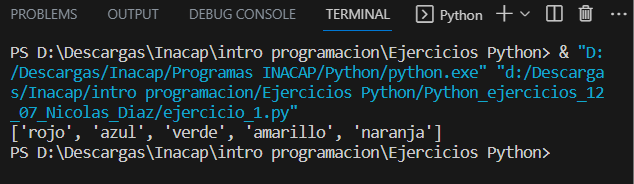 PROBLEMS OUTPUT DEBUG CONSOLE TERMINAL Python
PS D:\Descargas\Inacap\intro programacion\Ejercicios Python> & "D:
/Descargas/Inacap/Programas INACAP/Python/python.exe" "d:/Descarga
s/Inacap/intro programacion/Ejercicios Python/Python_ejercicios_12
_07_Nicolas_Diaz/ejercicio_1.py"
['rojo', 'azul', 'verde', 'amarillo', 'naranja']
PS D:\Descargas\Inacap\intro programacion\Ejercicios Python>